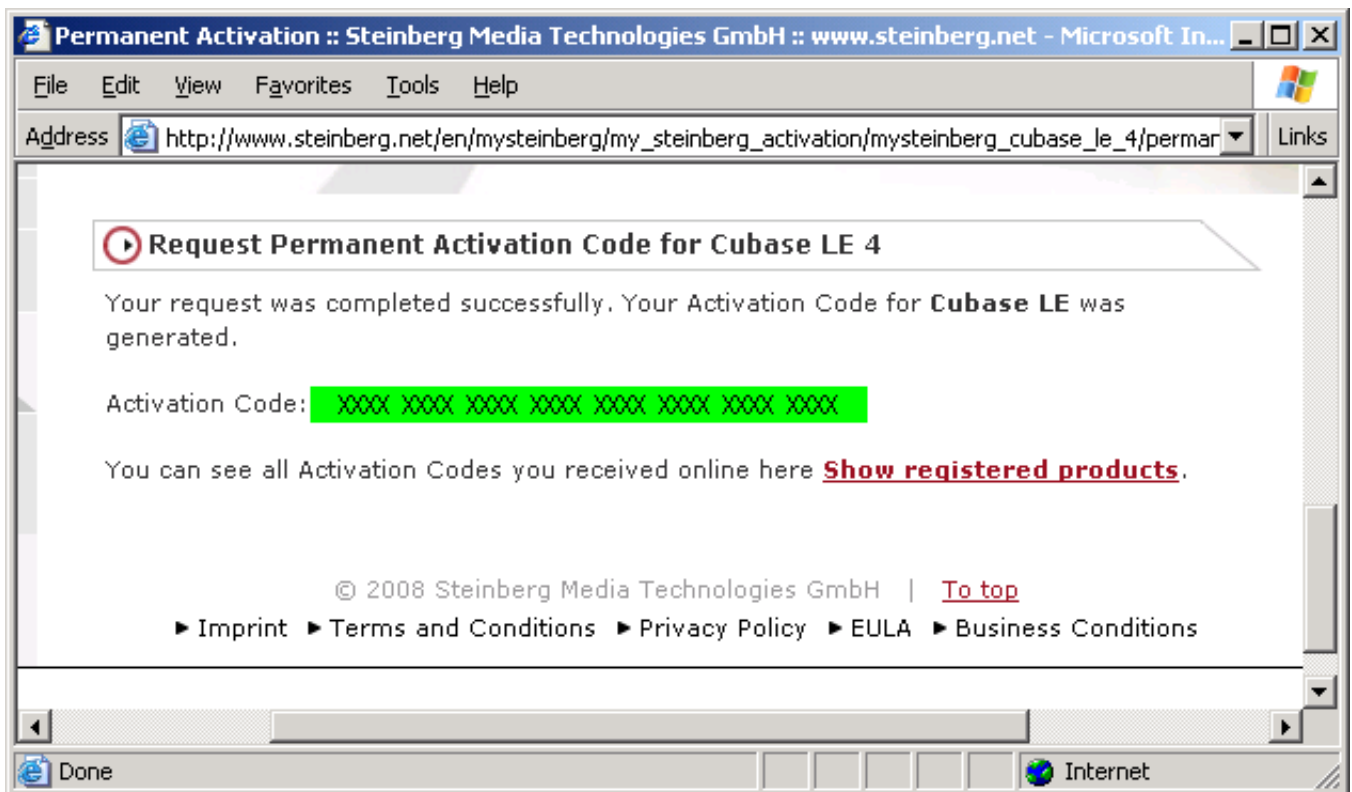 Permanent Activation :: Steinberg Media Technologies GmbH :: www.steinberg.net - Microsoft In...
File Edit View Favorites Tools Help
Address http://www.steinberg.net/en/mysteinberg/my_steinberg_activation/mysteinberg_cubase_le_4/permar Links
Request Permanent Activation Code for Cubase LE 4
Your request was completed successfully. Your Activation Code for Cubase LE was
generated.
Activation Code: XXXX XXXX XXXX XXXX XXXX XXXX XXXX XXXX
You can see all Activation Codes you received online here Show registered products.
© 2008 Steinberg Media Technologies GmbH | To top
Imprint Terms and Conditions Privacy Policy EULA Business Conditions
Done Internet